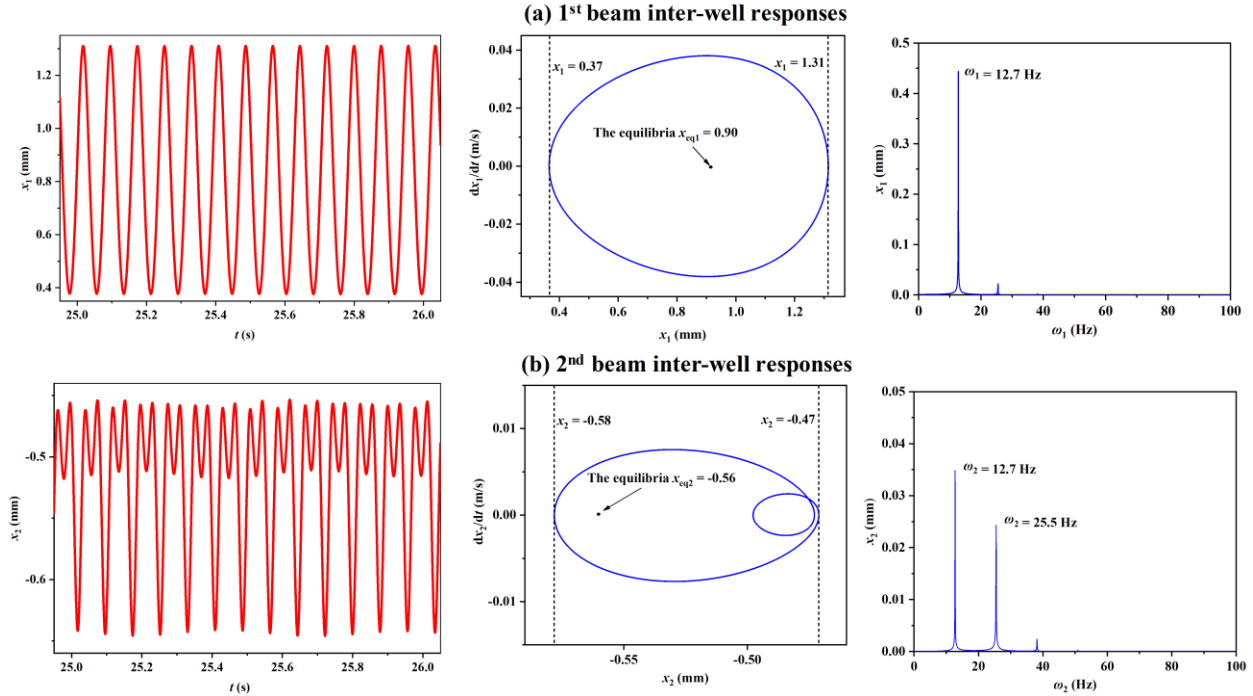 (a) 1st beam inter-well responses
1.2
1.0
0.8
0.6
0.4
x1 (mm)
25.0 25.2 25.4 25.6 25.8 26.0
t (s)
0.04
0.02
0.00
-0.02
-0.04
dx1/dt (m/s)
x1 = 0.37
x1 = 1.31
The equilibria xeq1 = 0.90
0.4 0.6 0.8 1.0 1.2
x1 (mm)
0.5
0.4
0.3
0.2
0.1
0.0
x1 (mm)
ω1 = 12.7 Hz
0 20 40 60 80 100
ω1 (Hz)
(b) 2nd beam inter-well responses
-0.5
-0.6
x2 (mm)
25.0 25.2 25.4 25.6 25.8 26.0
t (s)
0.01
0.00
-0.01
dx2/dt (m/s)
x2 = -0.58
x2 = -0.47
The equilibria xeq2 = -0.56
-0.55 -0.50
x2 (mm)
0.05
0.04
0.03
0.02
0.01
0.00
x2 (mm)
ω2 = 12.7 Hz
ω2 = 25.5 Hz
0 20 40 60 80 100
ω2 (Hz)